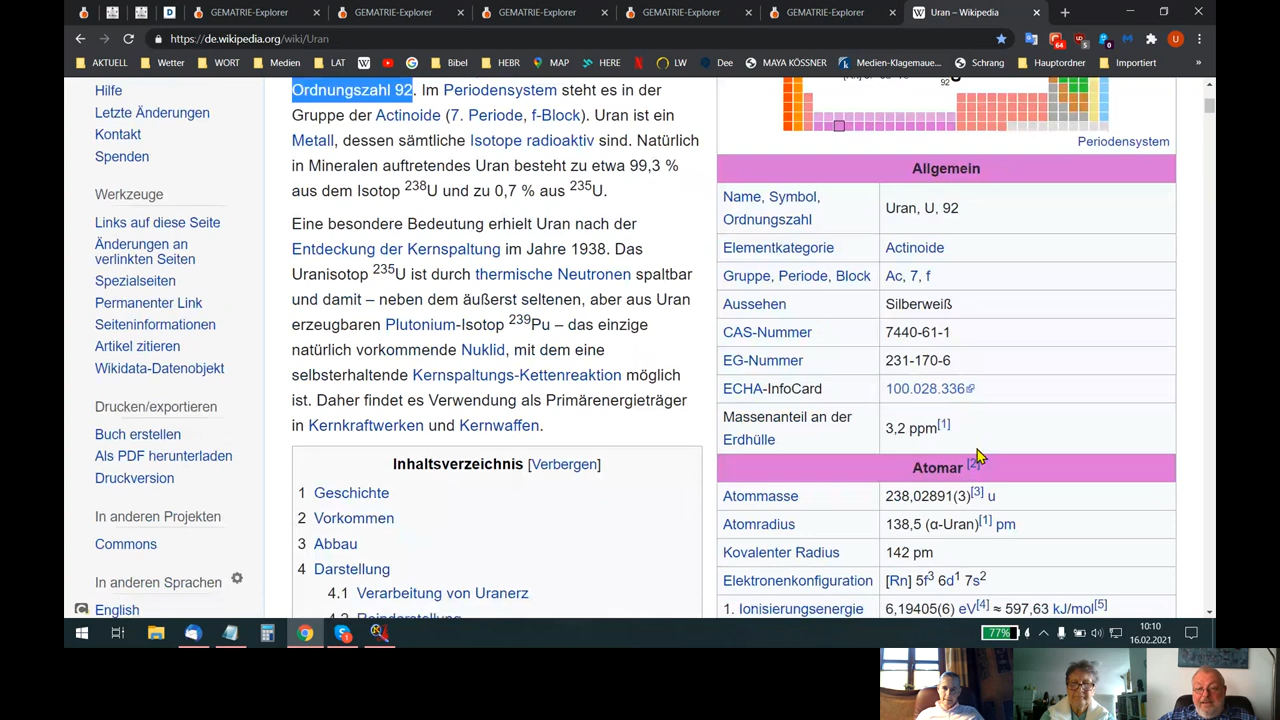 GEMATRIE-Explorer
GEMATRIE-Explorer
GEMATRIE-Explorer
GEMATRIE-Explorer
GEMATRIE-Explorer
Uran – Wikipedia
https://de.wikipedia.org/wiki/Uran
AKTUELL
Wetter
WORT
Medien
LAT
Bibel
HEBR
MAP
HERE
LW
Dee
MAYA KÖSSNER
Medien-Klagemaue...
Schrang
Hauptordner
Importiert
Hilfe
Letzte Änderungen
Kontakt
Spenden
Werkzeuge
Links auf diese Seite
Änderungen an
verlinkten Seiten
Spezialseiten
Permanenter Link
Seiteninformationen
Artikel zitieren
Wikidata-Datenobjekt
Drucken/exportieren
Buch erstellen
Als PDF herunterladen
Druckversion
In anderen Projekten
Commons
In anderen Sprachen
English
Ordnungszahl 92. Im Periodensystem steht es in der
Gruppe der Actinoide (7. Periode, f-Block). Uran ist ein
Metall, dessen sämtliche Isotope radioaktiv sind. Natürlich
in Mineralen auftretendes Uran besteht zu etwa 99,3 %
aus dem Isotop 238U und zu 0,7 % aus 235U.
Eine besondere Bedeutung erhielt Uran nach der
Entdeckung der Kernspaltung im Jahre 1938. Das
Uranisotop 235U ist durch thermische Neutronen spaltbar
und damit – neben dem äußerst seltenen, aber aus Uran
erzeugbaren Plutonium-Isotop 239Pu – das einzige
natürlich vorkommende Nuklid, mit dem eine
selbsterhaltende Kernspaltungs-Kettenreaktion möglich
ist. Daher findet es Verwendung als Primärenergieträger
in Kernkraftwerken und Kernwaffen.
Inhaltsverzeichnis [Verbergen]
1 Geschichte
2 Vorkommen
3 Abbau
4 Darstellung
4.1 Verarbeitung von Uranerz
4.2 Reindarstellung
92
Periodensystem
Allgemein
Name, Symbol,
Ordnungszahl
Uran, U, 92
Elementkategorie Actinoide
Gruppe, Periode, Block Ac, 7, f
Aussehen Silberweiß
CAS-Nummer 7440-61-1
EG-Nummer 231-170-6
ECHA-InfoCard 100.028.336
Massenanteil an der
Erdhülle
3,2 ppm[1]
Atomar [2]
Atommasse 238,02891(3)[3] u
Atomradius 138,5 (α-Uran)[1] pm
Kovalenter Radius 142 pm
Elektronenkonfiguration [Rn] 5f3 6d1 7s2
1. Ionisierungsenergie 6,19405(6) eV[4] ≈ 597,63 kJ/mol[5]
77%
10:10
16.02.2021